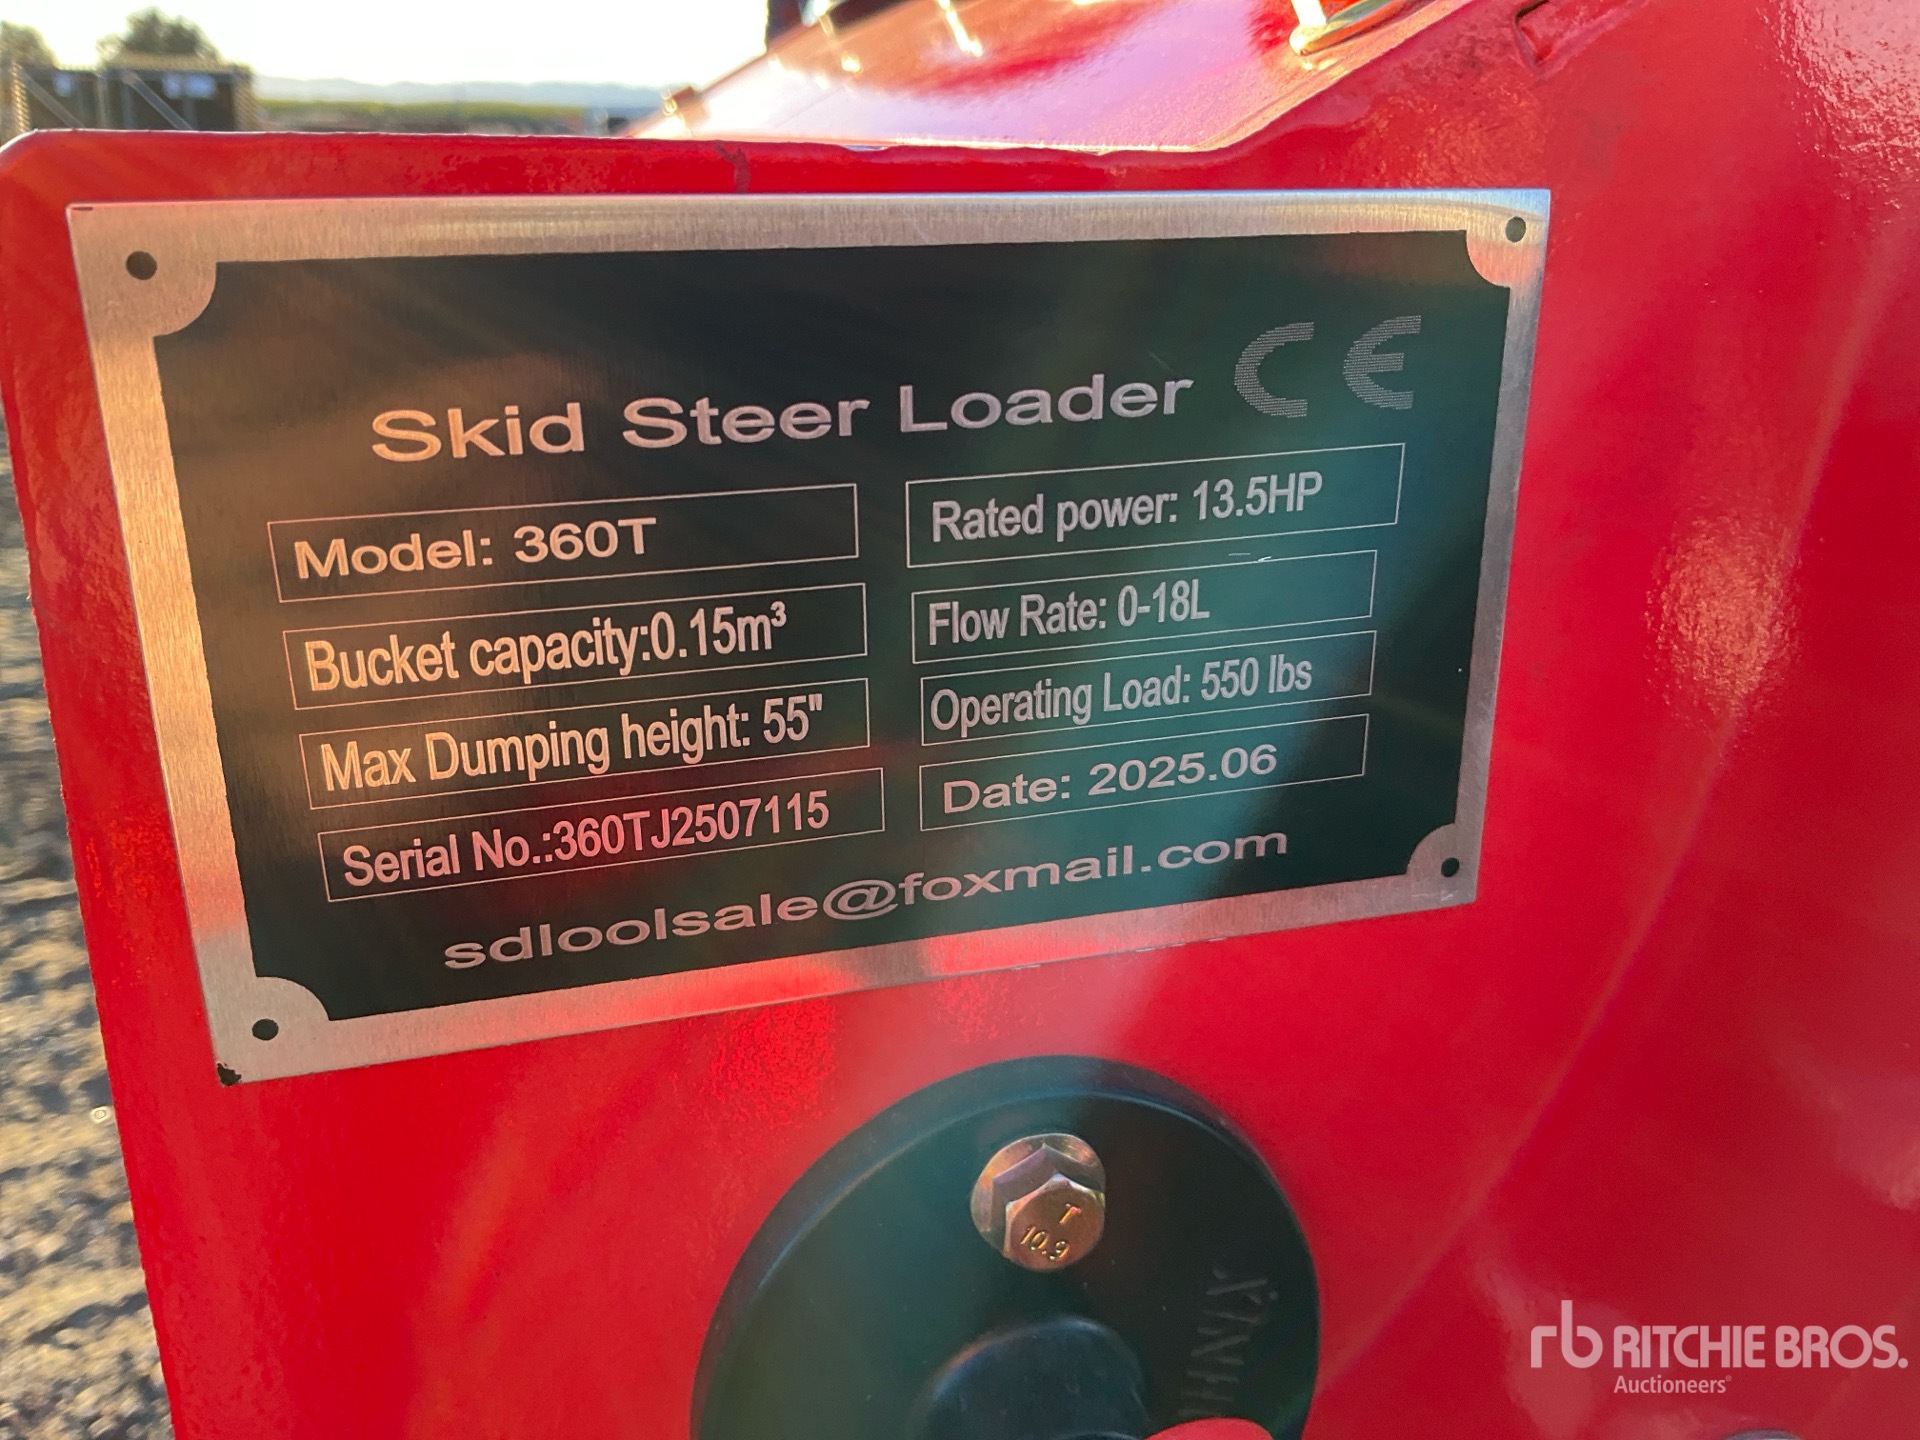 Skid Steer Loader CE
Model: 360T
Rated power: 13.5HP
Bucket capacity:0.15m³
Flow Rate: 0-18L
Max Dumping height: 55"
Operating Load: 550 lbs
Serial No.:360TJ2507115
Date: 2025.06
sdloolsale@foxmail.com
T
10.9
rb RITCHIE BROS.
Auctioneers